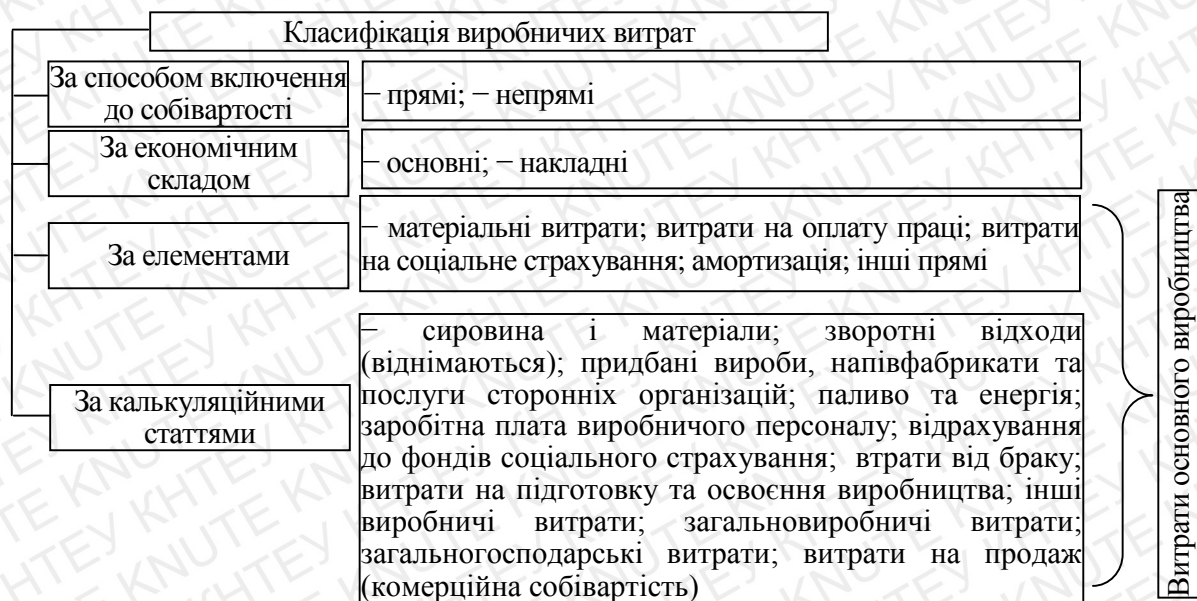 Класифікація виробничих витрат
За способом включення
до собівартості
− прямі; − непрямі
За економічним
складом
− основні; − накладні
За елементами
− матеріальні витрати; витрати на оплату праці; витрати
на соціальне страхування; амортизація; інші прямі
За калькуляційними
статтями
− сировина і матеріали; зворотні відходи
(віднімаються); придбані вироби, напівфабрикати та
послуги сторонніх організацій; паливо та енергія;
заробітна плата виробничого персоналу; відрахування
до фондів соціального страхування; втрати від браку;
витрати на підготовку та освоєння виробництва; інші
виробничі витрати; загальновиробничі витрати;
загальногосподарські витрати; витрати на продаж
(комерційна собівартість)
Витрати основного виробництва